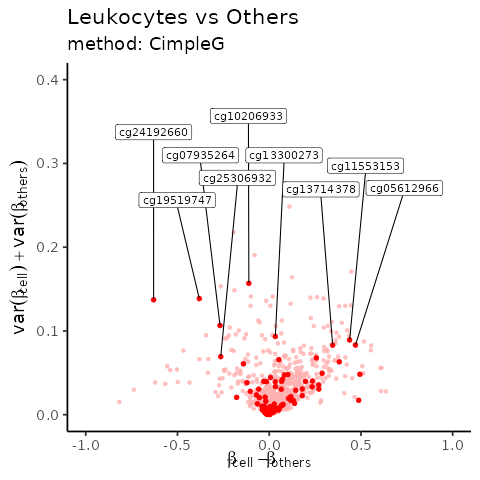 Leukocytes vs Others
method: CimpleG
var(βcell) + var(βothers)
0.4
0.3
0.2
0.1
0.0
cg10206933
cg24192660
cg07935264
cg13300273
cg11553153
cg25306932
cg13714378
cg05612966
cg19519747
-1.0
-0.5
0.0
0.5
1.0
βcell −βothers